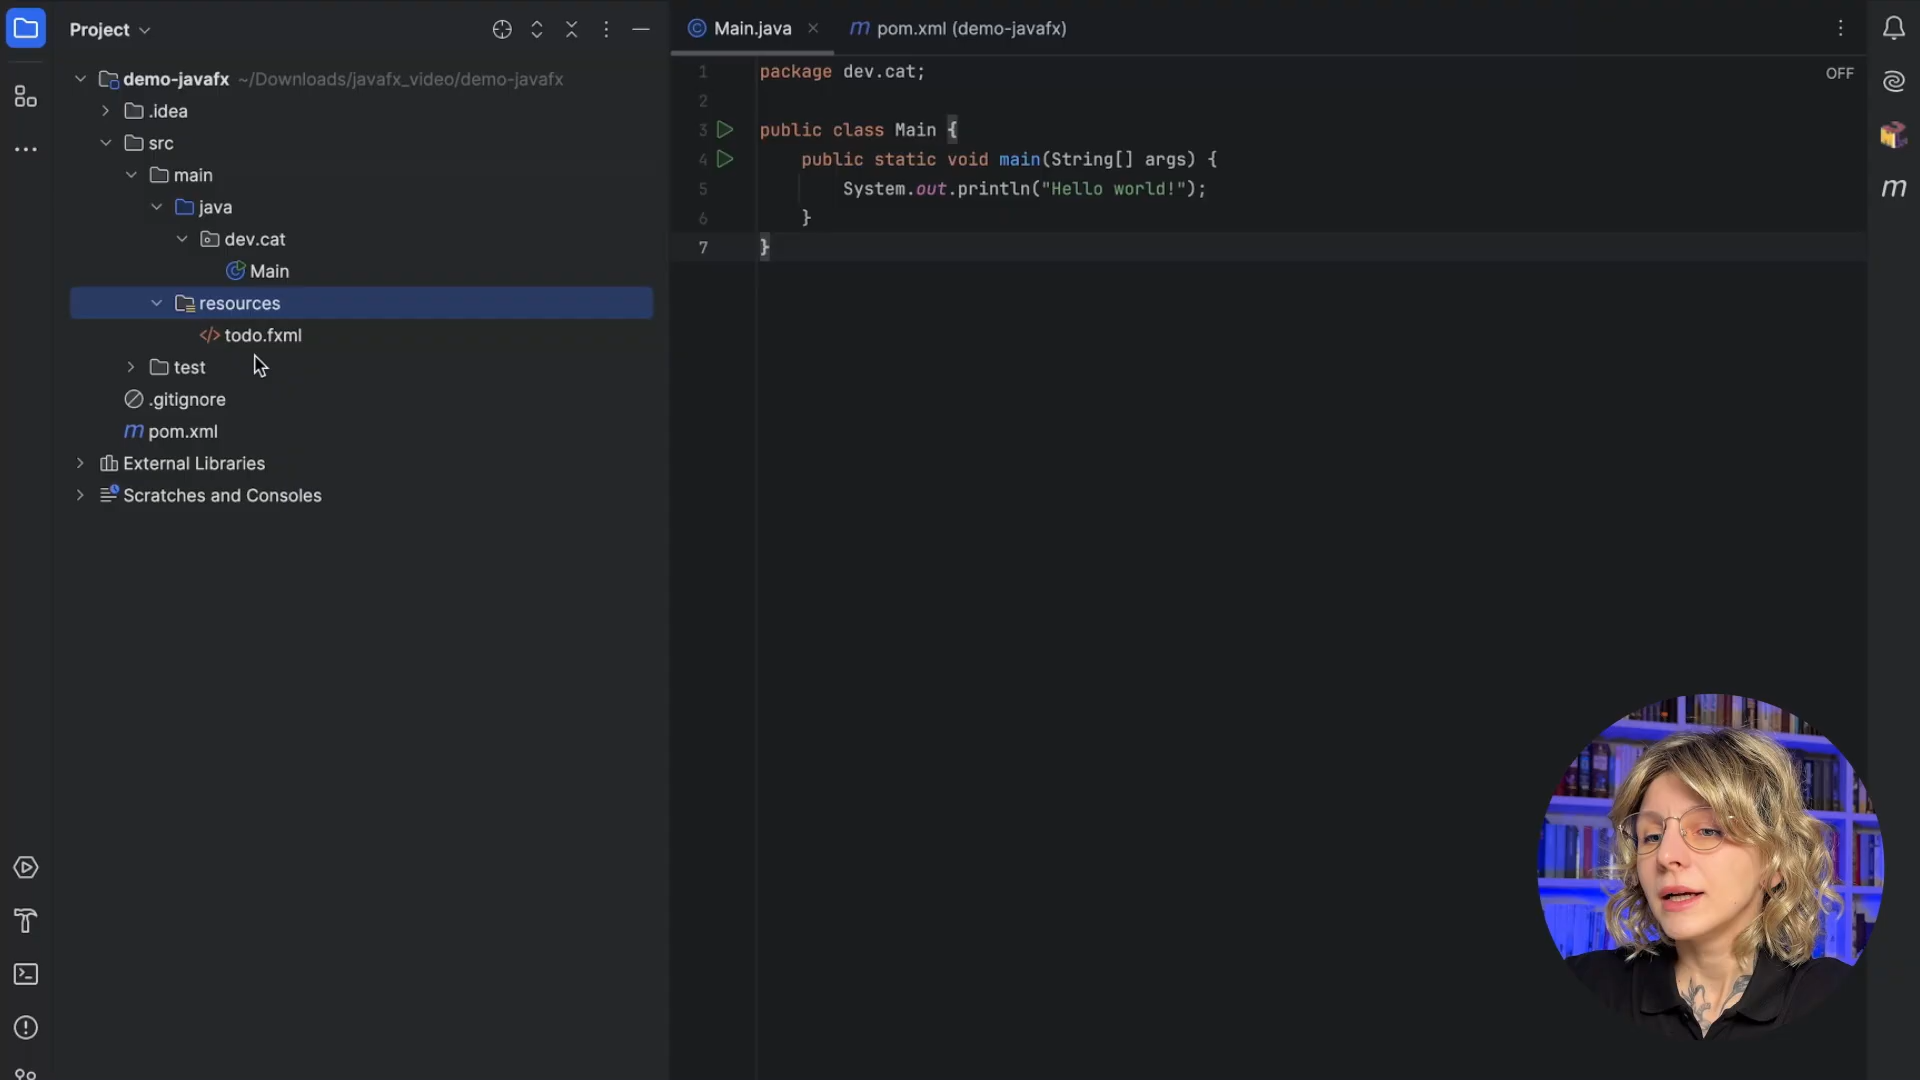 Project
demo-javafx ~/Downloads/javafx_video/demo-javafx
.idea
src
main
java
dev.cat
Main
resources
</> todo.fxml
test
.gitignore
m pom.xml
External Libraries
Scratches and Consoles
Main.java
m pom.xml (demo-javafx)
OFF
1 package dev.cat;
2
3 public class Main {
4 public static void main(String[] args) {
5 System.out.println("Hello world!");
6 }
7 }
m